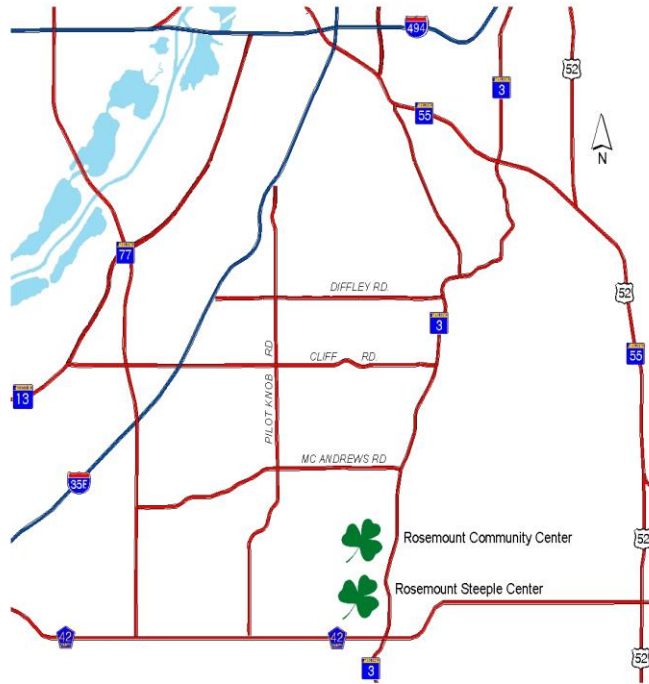 494
52
3
55
N
77
DIFFLEY RD
52
3
CLIFF RD
55
PILOT KNOB RD
13
MC ANDREWS RD
35E
Rosemount Community Center
52
Rosemount Steeple Center
42
42
52
3